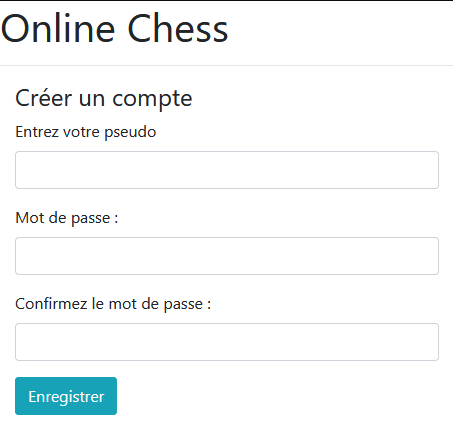 Online Chess
Créer un compte
Entrez votre pseudo
Mot de passe :
Confirmez le mot de passe :
Enregistrer